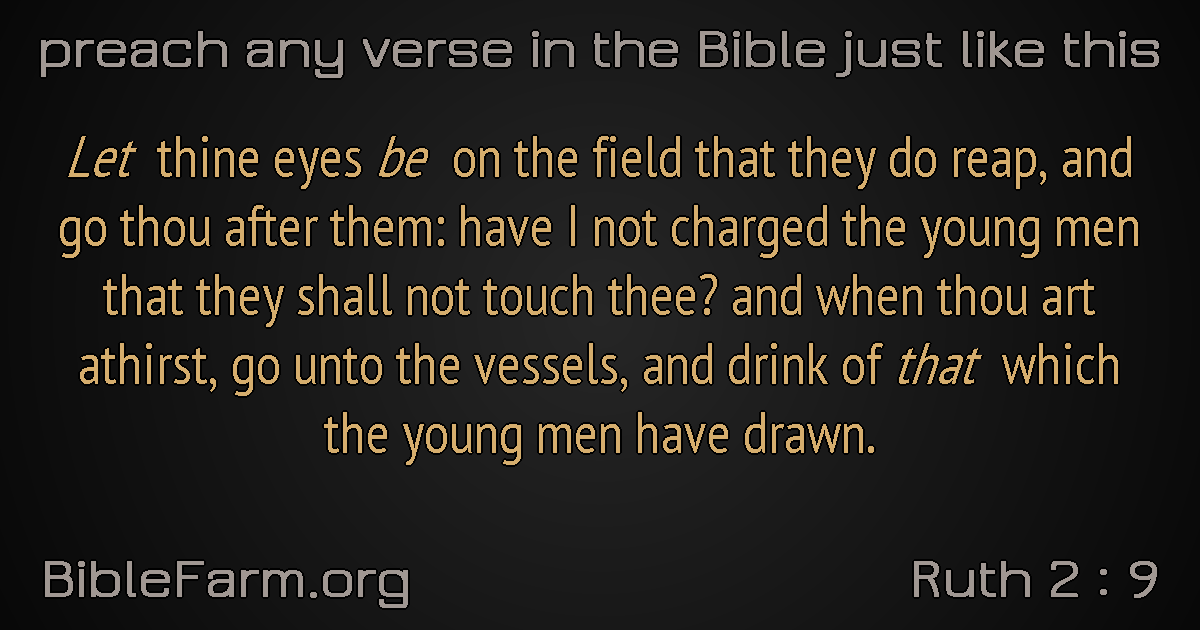 preach any verse in the Bible just like this
Let thine eyes be on the field that they do reap, and
go thou after them: have I not charged the young men
that they shall not touch thee? and when thou art
athirst, go unto the vessels, and drink of that which
the young men have drawn.
BibleFarm.org
Ruth 2 : 9